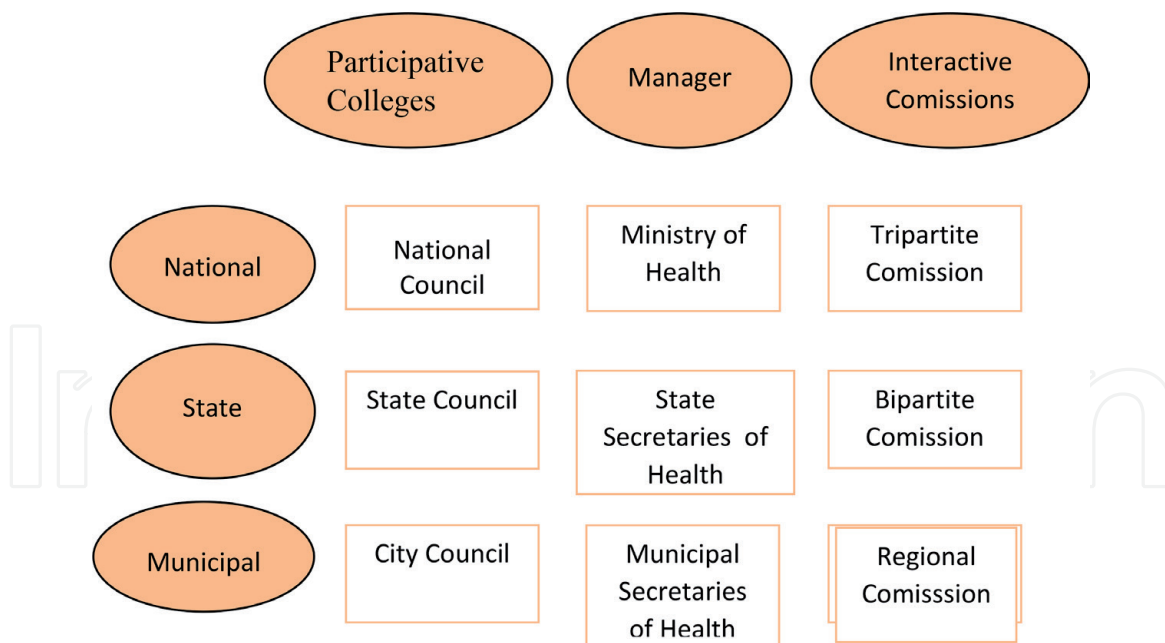 Participative
Colleges
Manager
Interactive
Comissions
National
National
Council
Ministry of
Health
Tripartite
Comission
State
State Council
State
Secretaries of
Health
Bipartite
Comission
Municipal
City Council
Municipal
Secretaries
of Health
Regional
Comisssion